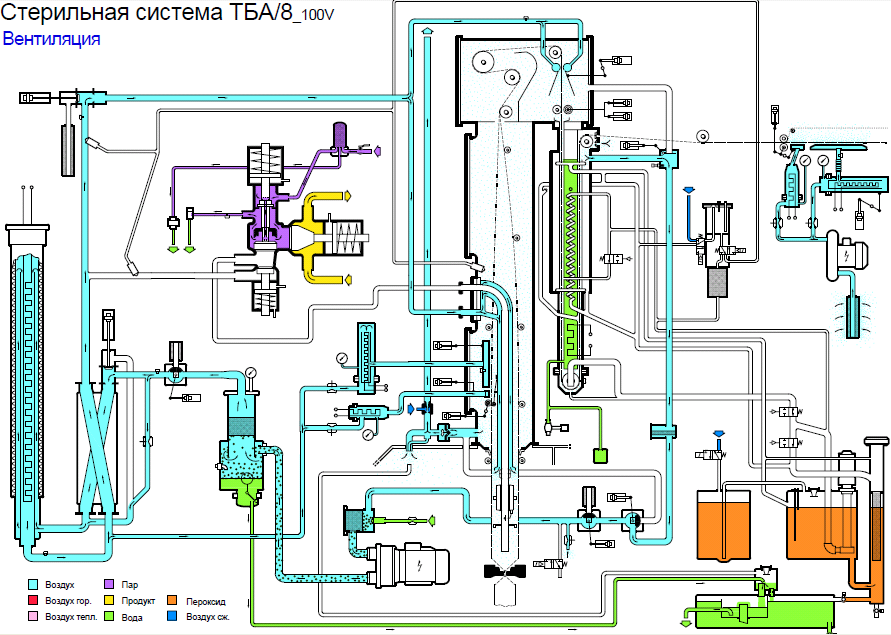 Стерильная система ТБА/8_100V
Вентиляция
Воздух
Пар
Воздух гор.
Продукт
Пероксид
Воздух тепл.
Вода
Воздух сж.